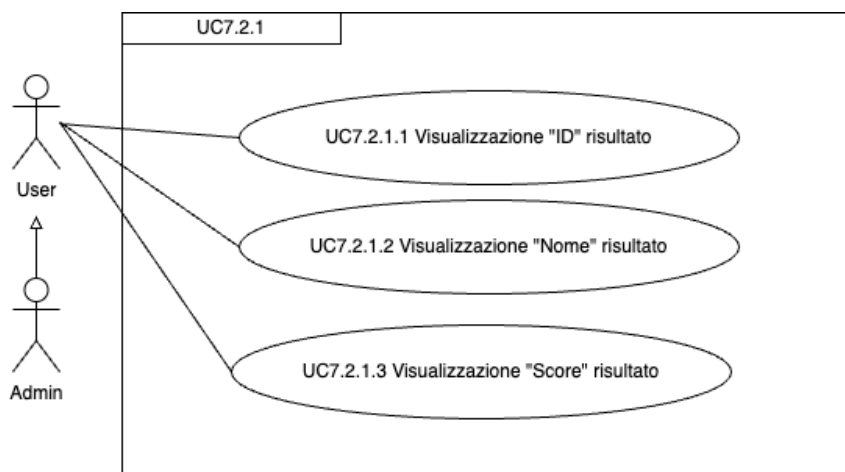 UC7.2.1
UC7.2.1.1 Visualizzazione "ID" risultato
User
UC7.2.1.2 Visualizzazione "Nome" risultato
UC7.2.1.3 Visualizzazione "Score" risultato
Admin